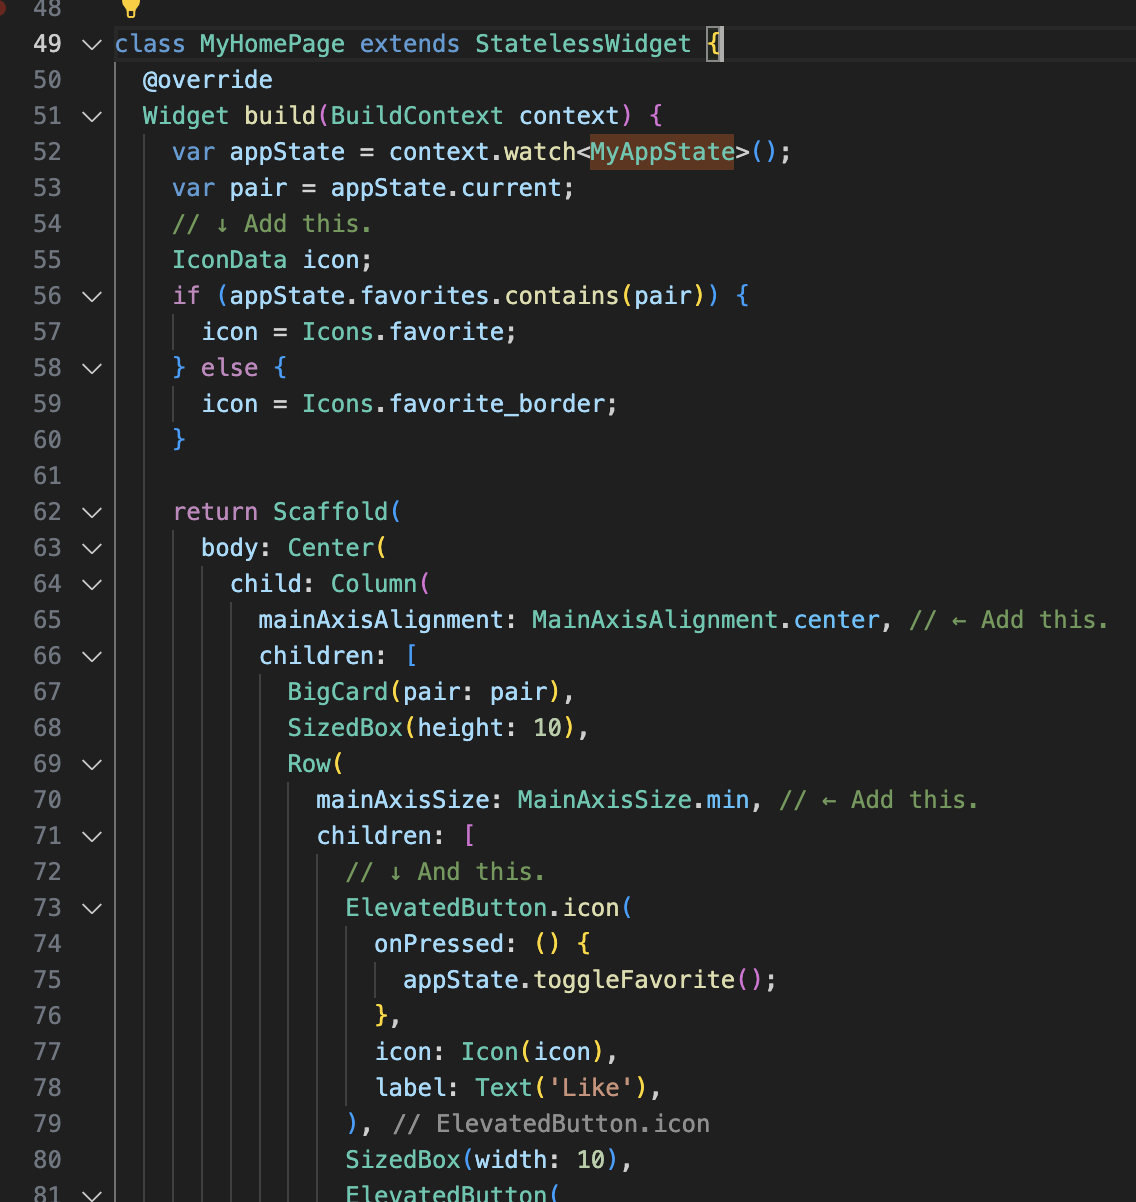 48
49 class MyHomePage extends StatelessWidget {
50 @override
51 Widget build(BuildContext context) {
52 var appState = context.watch<MyAppState>();
53 var pair = appState.current;
54 // ↓ Add this.
55 IconData icon;
56 if (appState.favorites.contains(pair)) {
57 icon = Icons.favorite;
58 } else {
59 icon = Icons.favorite_border;
60 }
61
62 return Scaffold(
63 body: Center(
64 child: Column(
65 mainAxisAlignment: MainAxisAlignment.center, // ← Add this.
66 children: [
67 BigCard(pair: pair),
68 SizedBox(height: 10),
69 Row(
70 mainAxisSize: MainAxisSize.min, // ← Add this.
71 children: [
72 // ↓ And this.
73 ElevatedButton.icon(
74 onPressed: () {
75 appState.toggleFavorite();
76 },
77 icon: Icon(icon),
78 label: Text('Like'),
79 ), // ElevatedButton.icon
80 SizedBox(width: 10),
81 ElevatedButton(